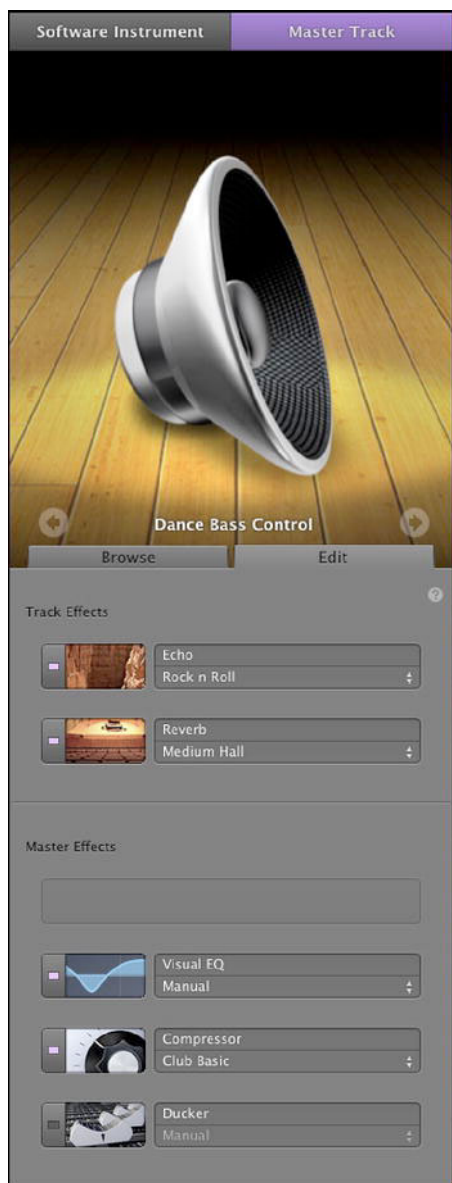 Software Instrument
Master Track
Dance Bass Control
Browse
Edit
?
Track Effects
Echo
Rock n Roll
Reverb
Medium Hall
Master Effects
Visual EQ
Manual
Compressor
Club Basic
Ducker
Manual